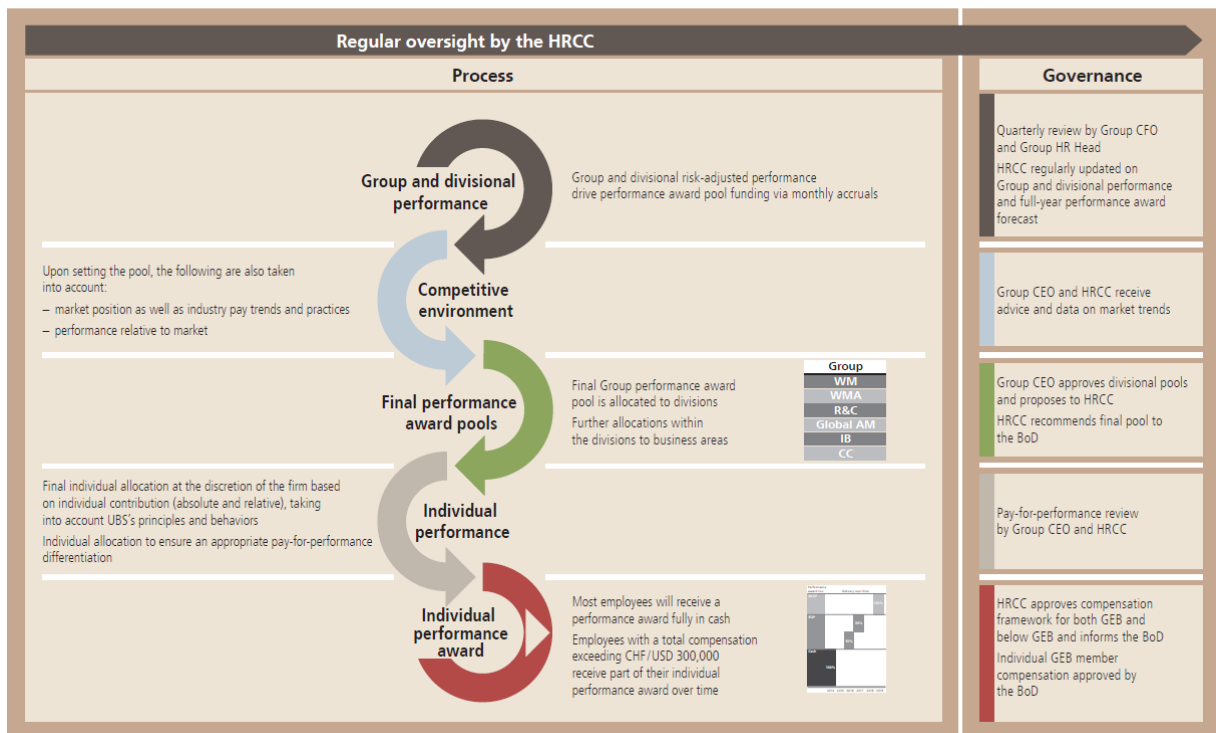 Regular oversight by the HRCC
Process
Governance
Group and divisional
performance
Group and divisional risk-adjusted performance
drive performance award pool funding via monthly accruals
Quarterly review by Group CFO
and Group HR Head
HRCC regularly updated on
Group and divisional performance
and full-year performance award
forecast
Upon setting the pool, the following are also taken
into account:
– market position as well as industry pay trends and practices
– performance relative to market
Competitive
environment
Group CEO and HRCC receive
advice and data on market trends
Final performance
award pools
Final Group performance award
pool is allocated to divisions
Further allocations within
the divisions to business areas
Group
WM
WMA
R&C
Global AM
IB
CC
Group CEO approves divisional pools
and proposes to HRCC
HRCC recommends final pool to
the BoD
Final individual allocation at the discretion of the firm based
on individual contribution (absolute and relative), taking
into account UBS's principles and behaviors
Individual allocation to ensure an appropriate pay-for-performance
differentiation
Individual
performance
Pay-for-performance review
by Group CEO and HRCC
Individual
performance
award
Most employees will receive a
performance award fully in cash
Employees with a total compensation
exceeding CHF/USD 300,000
receive part of their individual
performance award over time
HRCC approves compensation
framework for both GEB and
below GEB and informs the BoD
Individual GEB member
compensation approved by
the BoD